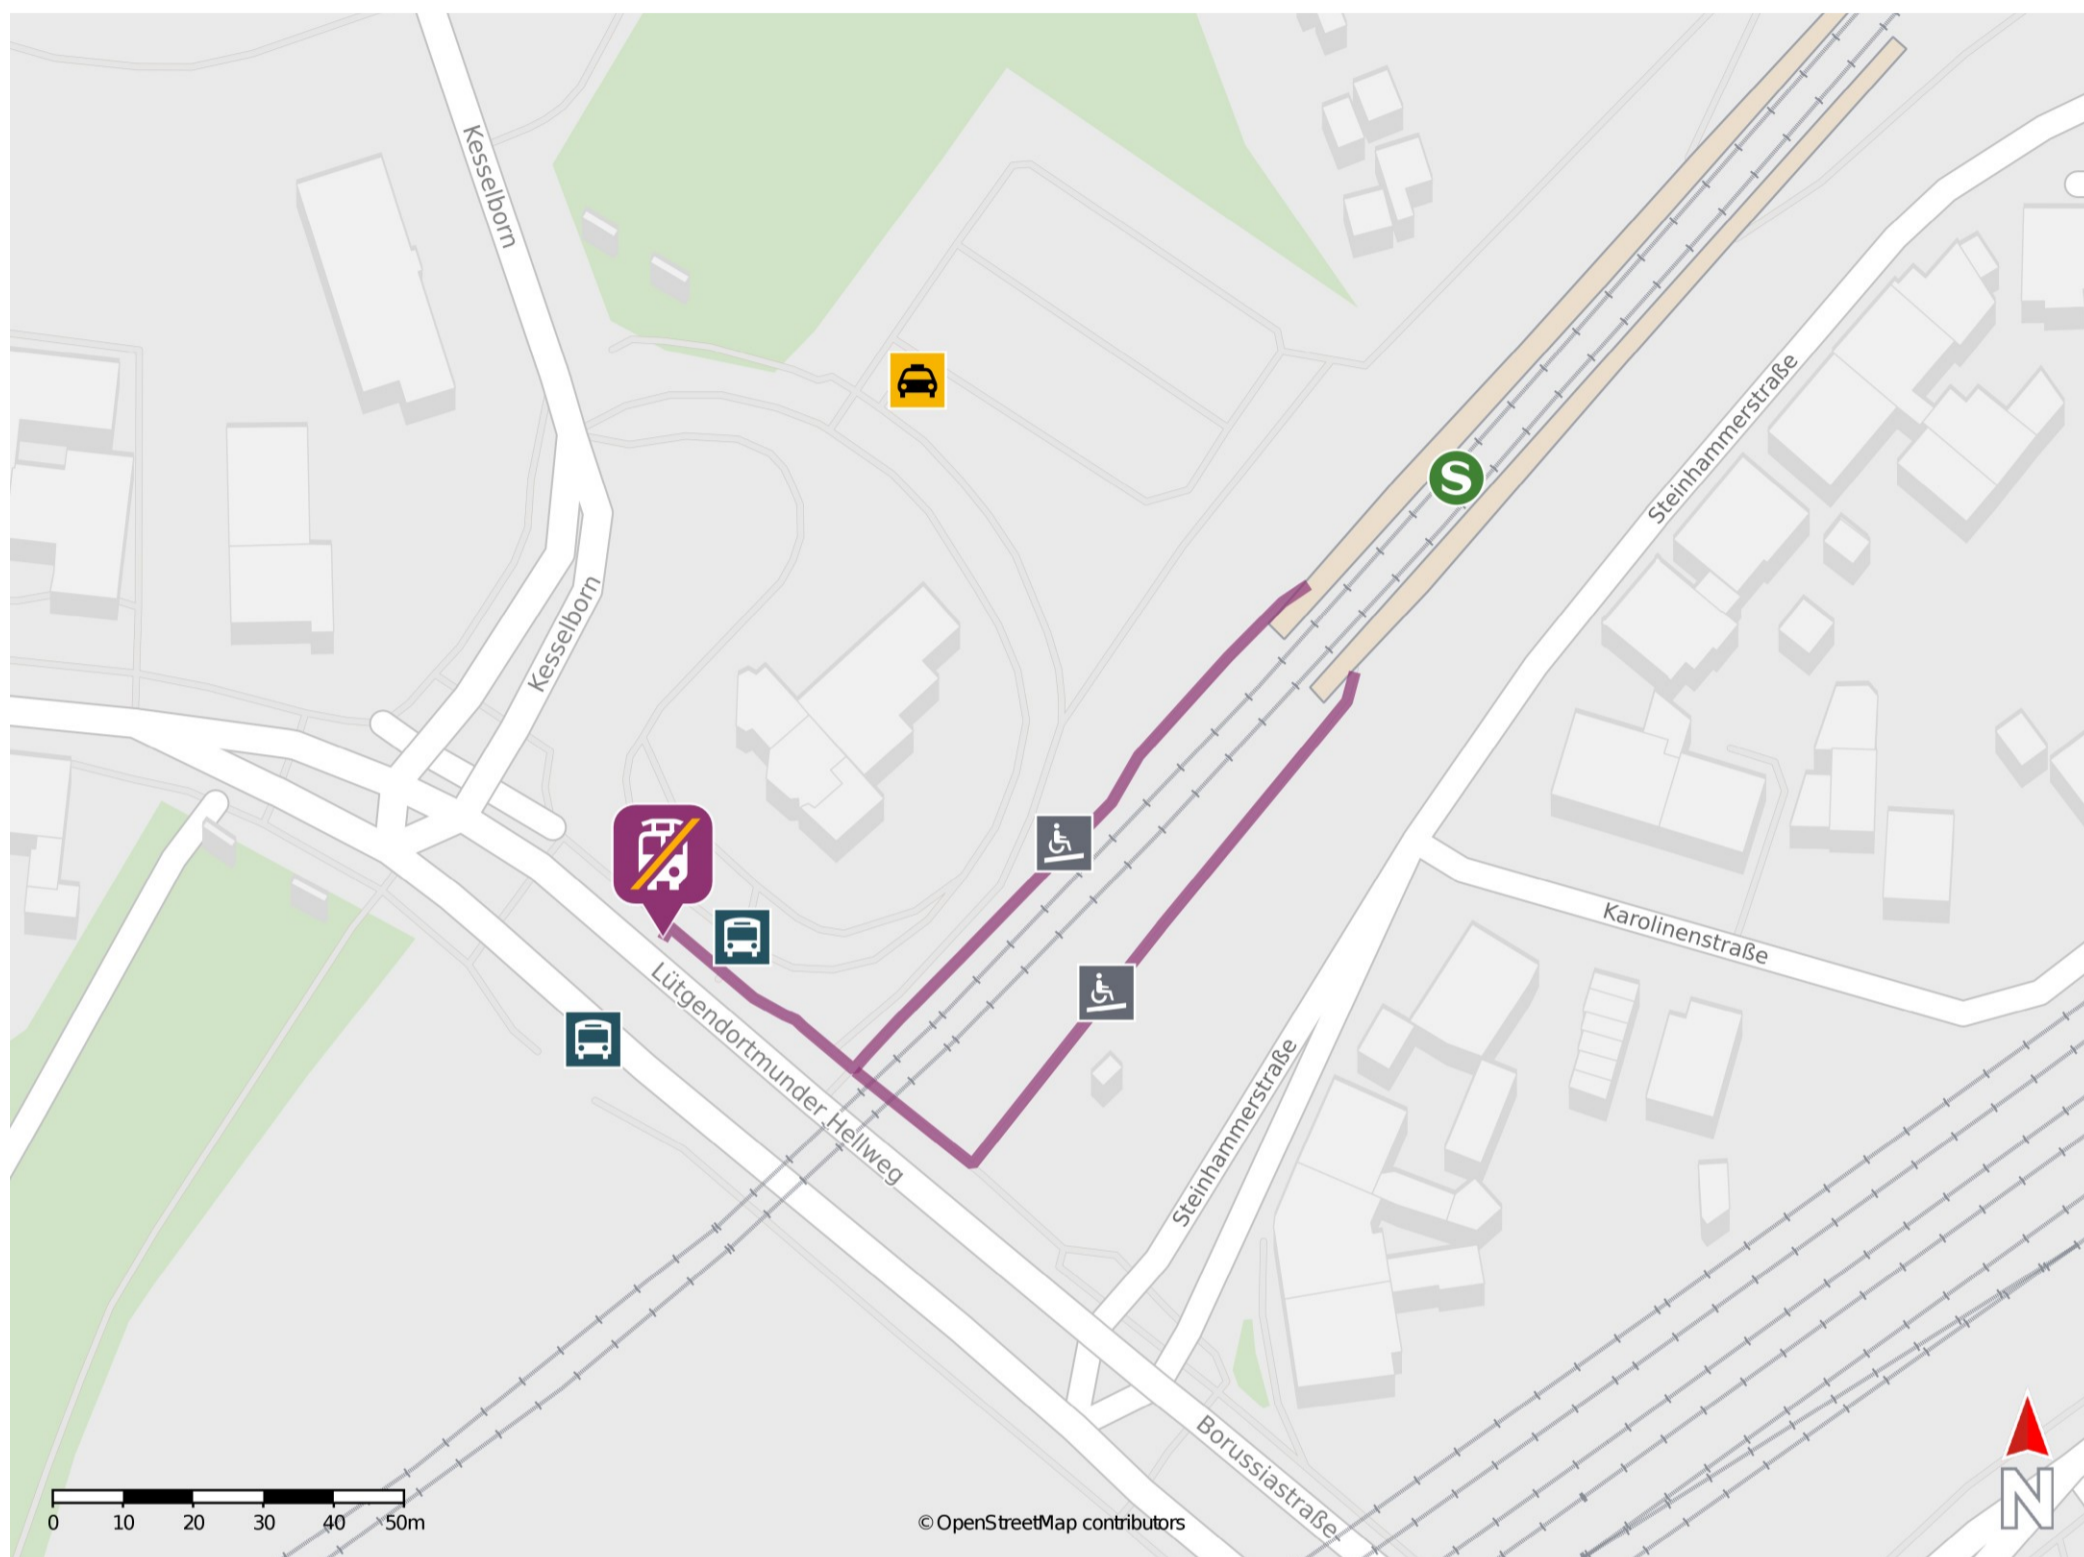 Kesselborn
Steinhammerstraße
S
Kesselborn
Karolinenstraße
Lütgendortmunder Hellweg
Steinhammerstraße
Borussiastraße
0 10 20 30 40 50m
© OpenStreetMap contributors
N